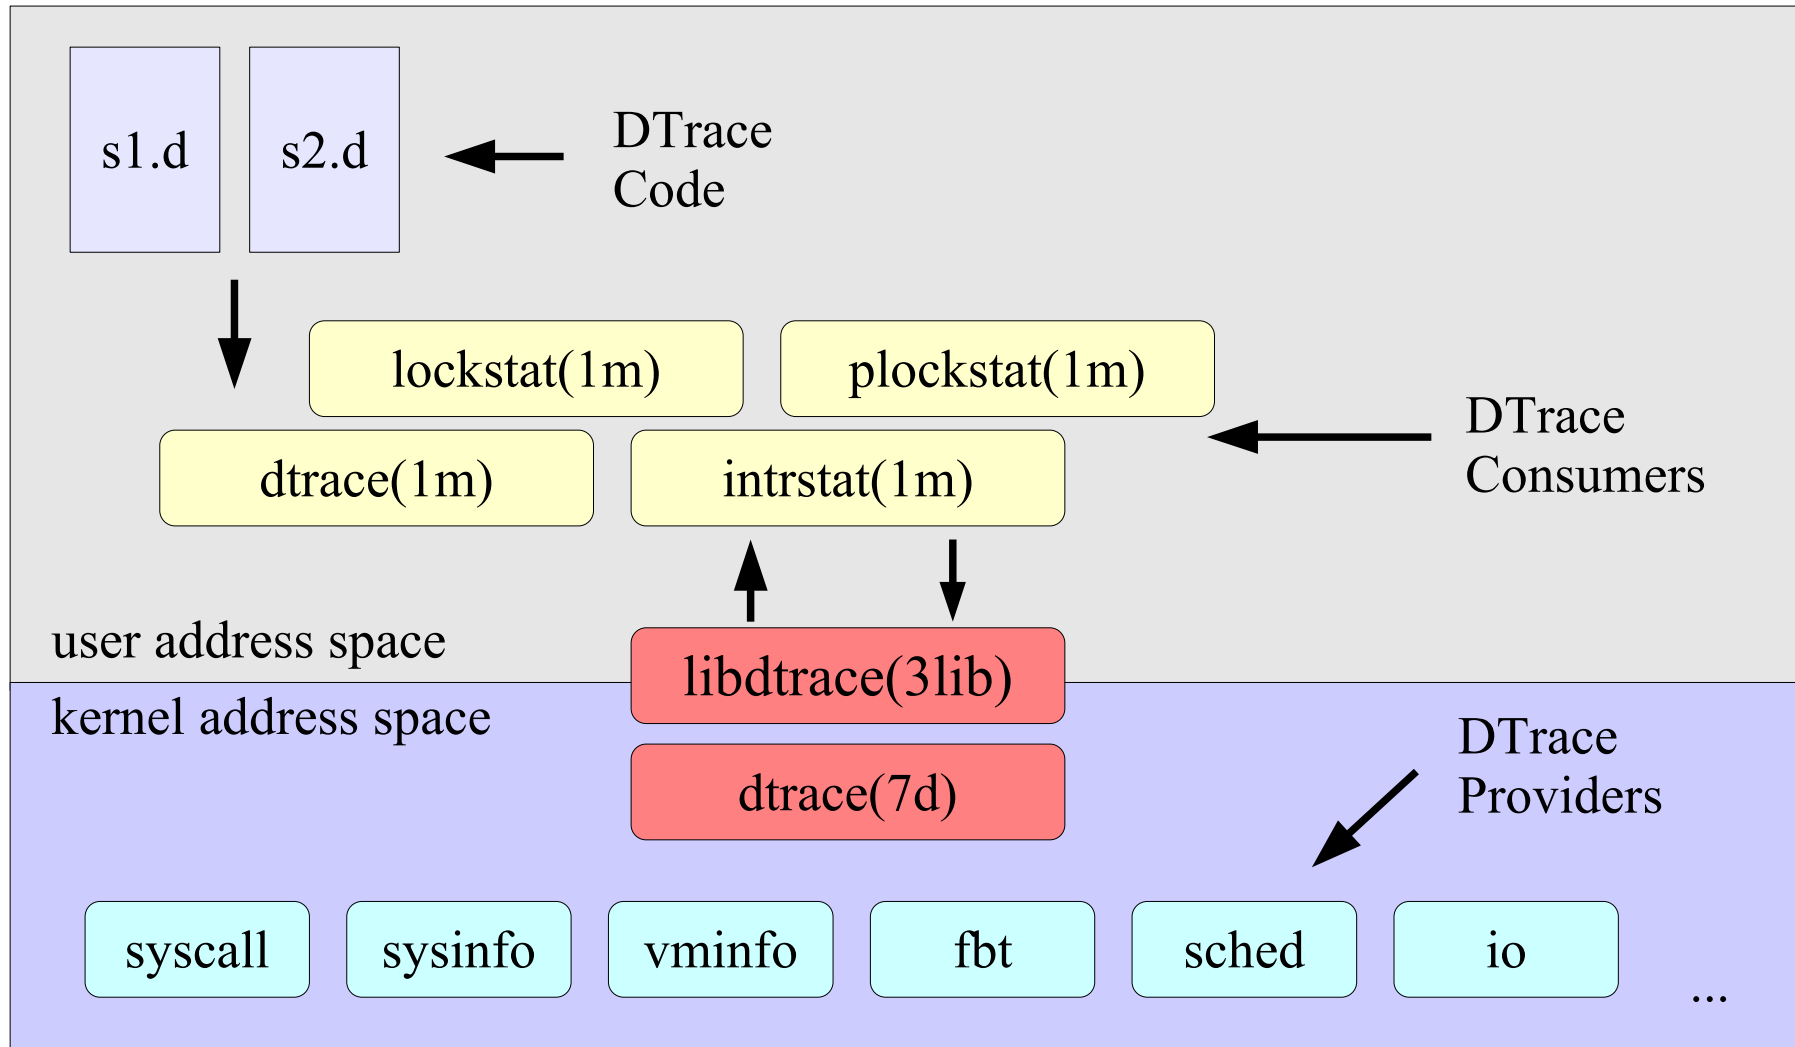 s1.d
s2.d
DTrace
Code
lockstat(1m)
plockstat(1m)
dtrace(1m)
intrstat(1m)
DTrace
Consumers
user address space
libdtrace(3lib)
kernel address space
dtrace(7d)
DTrace
Providers
syscall
sysinfo
vminfo
fbt
sched
io
...